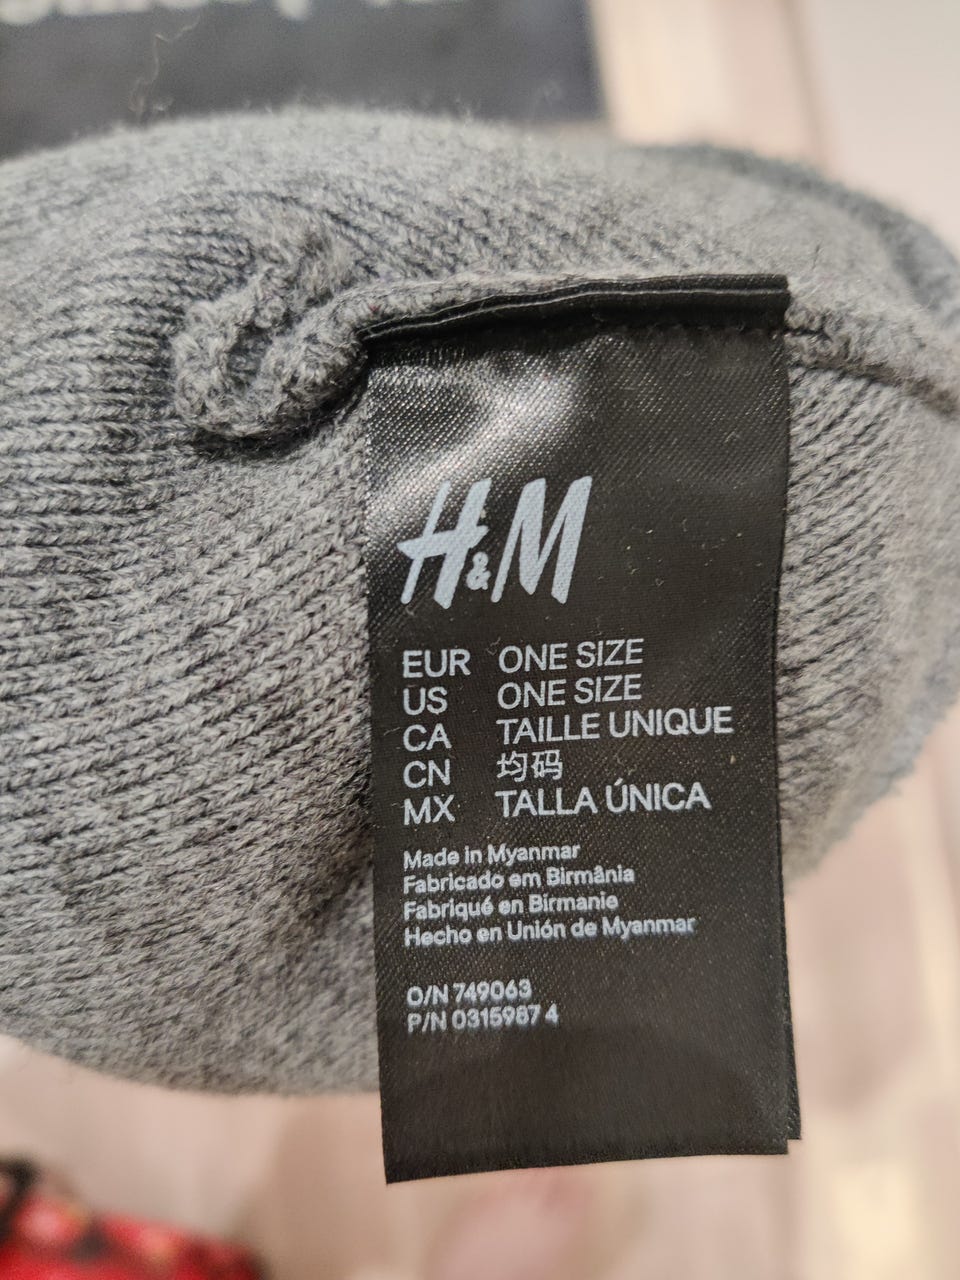 H&M
EUR ONE SIZE
US ONE SIZE
CA TAILLE UNIQUE
CN 均码
MX TALLA ÚNICA
Made in Myanmar
Fabricado em Birmânia
Fabriqué en Birmanie
Hecho en Unión de Myanmar
O/N 749063
P/N 0315987 4